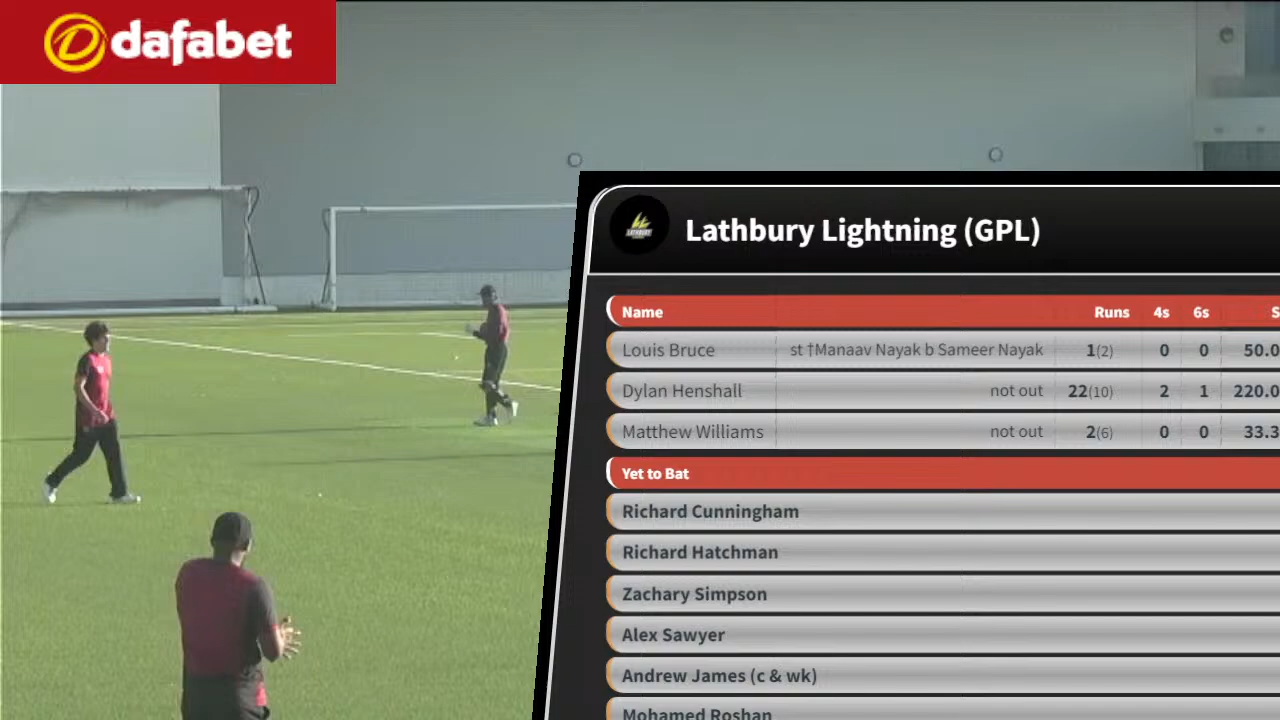 dafabet
LATHBURY
Lathbury Lightning (GPL)
Name Runs 4s 6s S
Louis Bruce st †Manaav Nayak b Sameer Nayak 1(2) 0 0 50.0
Dylan Henshall not out 22(10) 2 1 220.0
Matthew Williams not out 2(6) 0 0 33.3
Yet to Bat
Richard Cunningham
Richard Hatchman
Zachary Simpson
Alex Sawyer
Andrew James (c & wk)
Mohamed Roshan